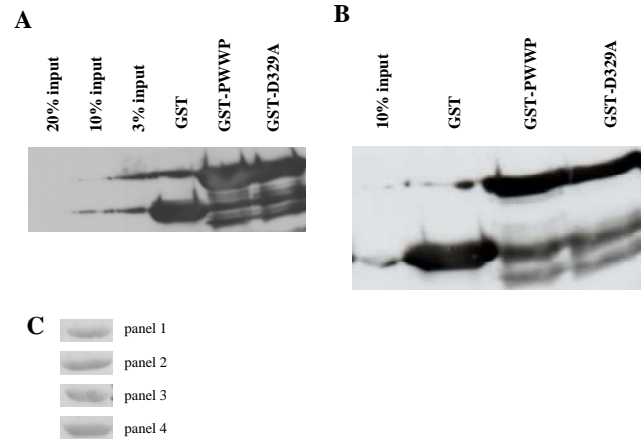 A
20% input
10% input
3% input
GST
GST-PWWP
GST-D329A
B
10% input
GST
GST-PWWP
GST-D329A
C
panel 1
panel 2
panel 3
panel 4